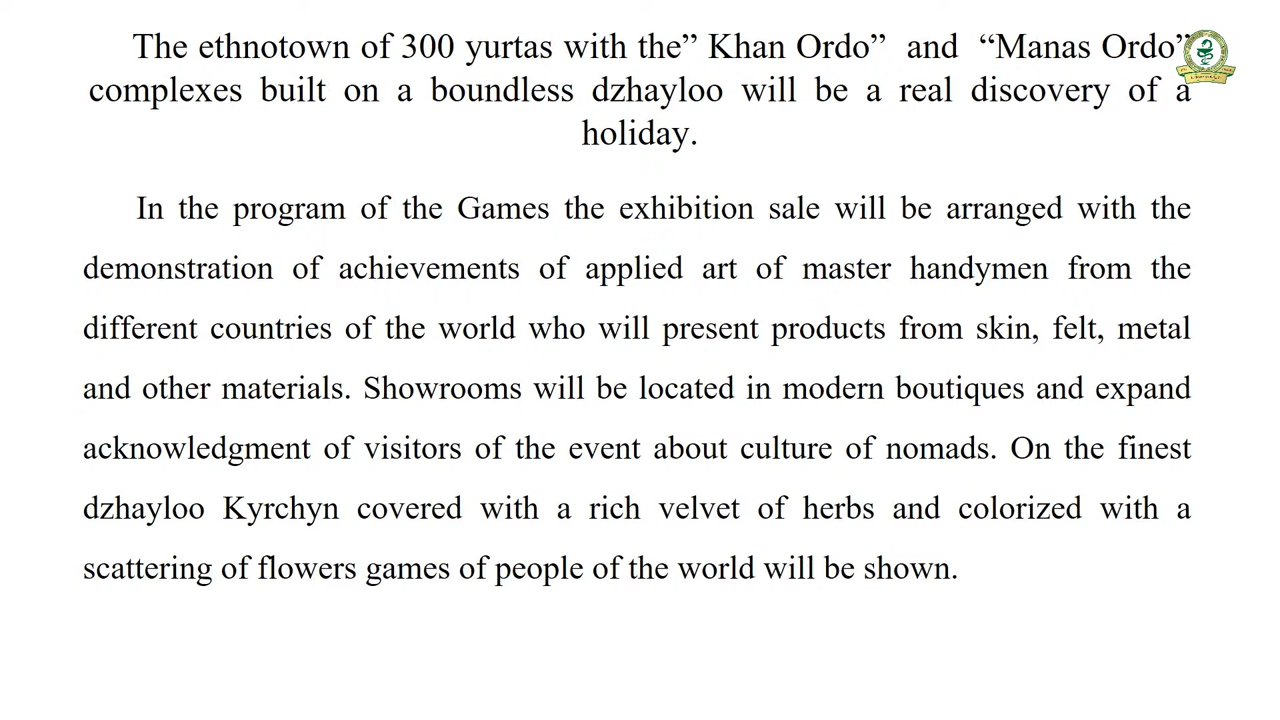 The ethnotown of 300 yurtas with the” Khan Ordo” and “Manas Ordo”
complexes built on a boundless dzhayloo will be a real discovery of a
holiday.
In the program of the Games the exhibition sale will be arranged with the
demonstration of achievements of applied art of master handymen from the
different countries of the world who will present products from skin, felt, metal
and other materials. Showrooms will be located in modern boutiques and expand
acknowledgment of visitors of the event about culture of nomads. On the finest
dzhayloo Kyrchyn covered with a rich velvet of herbs and colorized with a
scattering of flowers games of people of the world will be shown.